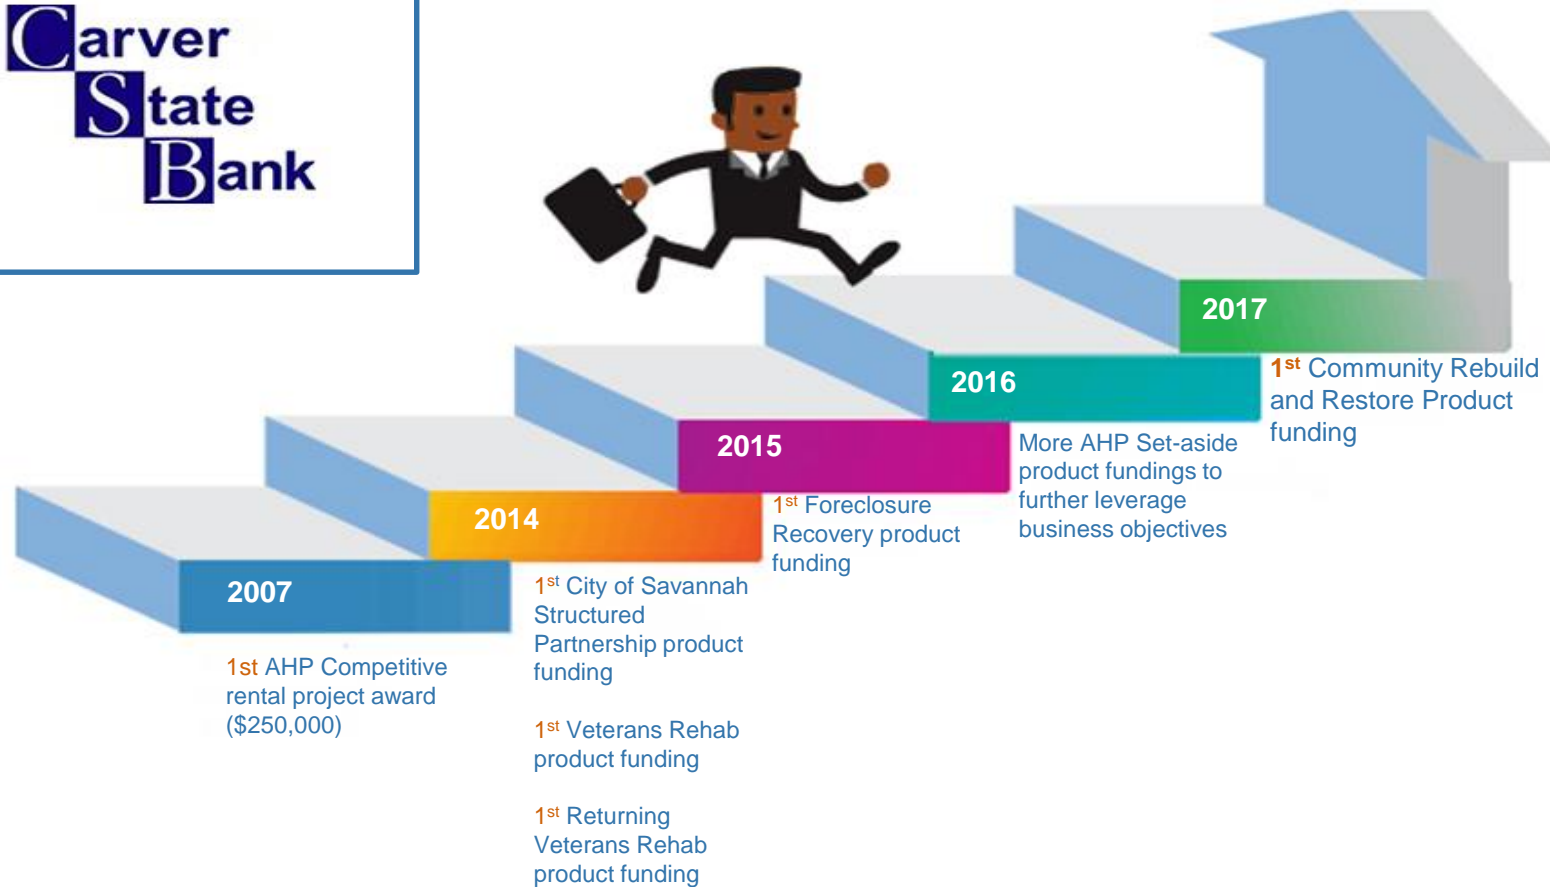 Carver
State
Bank
2007
1st AHP Competitive
rental project award
($250,000)
2014
1st City of Savannah
Structured
Partnership product
funding
1st Veterans Rehab
product funding
1st Returning
Veterans Rehab
product funding
2015
1st Foreclosure
Recovery product
funding
2016
More AHP Set-aside
product fundings to
further leverage
business objectives
2017
1st Community Rebuild
and Restore Product
funding